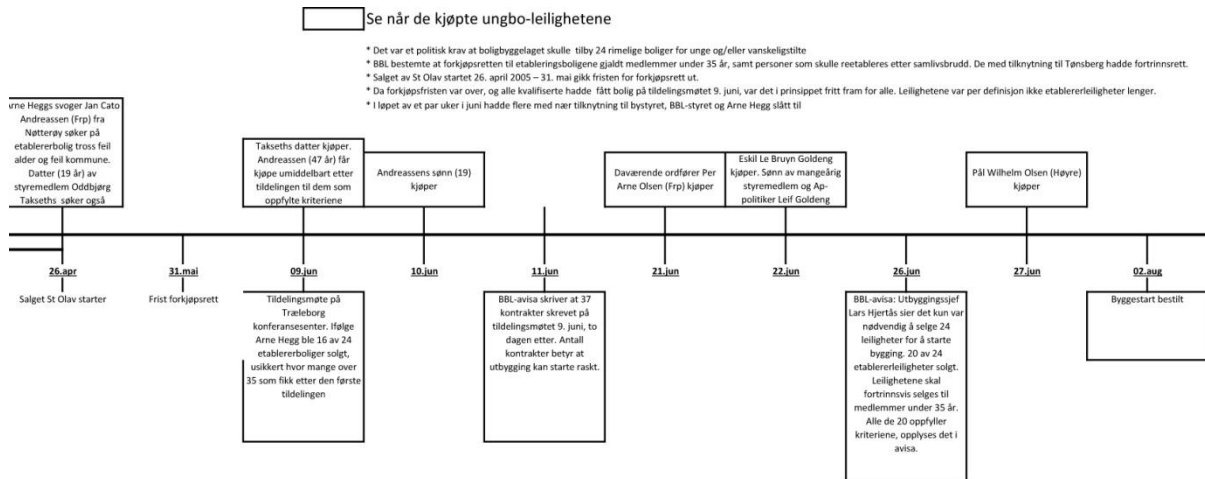 Se når de kjøpte ungbo-leilighetene
* Det var et politisk krav at boligbyggelaget skulle tilby 24 rimelige boliger for unge og/eller vanskeligstilte
* BBL bestemte at forkjøpsretten til etableringsboligene gjaldt medlemmer under 35 år, samt personer som skulle reetableres etter samlivsbrudd. De med tilknytning til Tønsberg hadde fortrinnsrett.
* Salget av St Olav startet 26. april 2005 – 31. mai gikk fristen for forkjøpsrett ut.
* Da forkjøpsfristen var over, og alle kvalifiserte hadde fått bolig på tildelingsmøtet 9. juni, var det i prinsippet fritt fram for alle. Leilighetene var per definisjon ikke etablererleiligheter lenger.
* I løpet av et par uker i juni hadde flere med nær tilknytning til bystyret, BBL-styret og Arne Hegg slått til
Arne Heggs svoger Jan Cato
Andreassen (Frp) fra
Nøtterøy søker på
etablererbolig tross feil
alder og feil kommune.
Datter (19 år) av
styremedlem Oddbjørg
Takseths søker også
Takseths datter kjøper.
Andreassen (47 år) får
kjøpe umiddelbart etter
tildelingen til dem som
oppfylte kriteriene
Andreassens sønn (19)
kjøper
Daværende ordfører Per
Arne Olsen (Frp) kjøper
Eskil Le Bruyn Goldeng
kjøper. Sønn av mangeårig
styremedlem og Ap-
politiker Leif Goldeng
Pål Wilhelm Olsen (Høyre)
kjøper
26.apr
31.mai
09.jun
10.jun
11.jun
21.jun
22.jun
26.jun
27.jun
02.aug
Salget St Olav starter
Frist forkjøpsrett
Tildelingsmøte på
Træleborg
konferansesenter. Ifølge
Arne Hegg ble 16 av 24
etablererboliger solgt,
usikkert hvor mange over
35 som fikk etter den første
tildelingen
BBL-avisa skriver at 37
kontrakter skrevet på
tildelingsmøtet 9. juni, to
dagen etter. Antall
kontrakter betyr at
utbygging kan starte raskt.
BBL-avisa: Utbyggingssjef
Lars Hjertås sier det kun var
nødvendig å selge 24
leiligheter for å starte
bygging. 20 av 24
etablererleiligheter solgt.
Leilighetene skal
fortrinnsvis selges til
medlemmer under 35 år.
Alle de 20 oppfyller
kriteriene, opplyses det i
avisa.
Byggestart bestilt